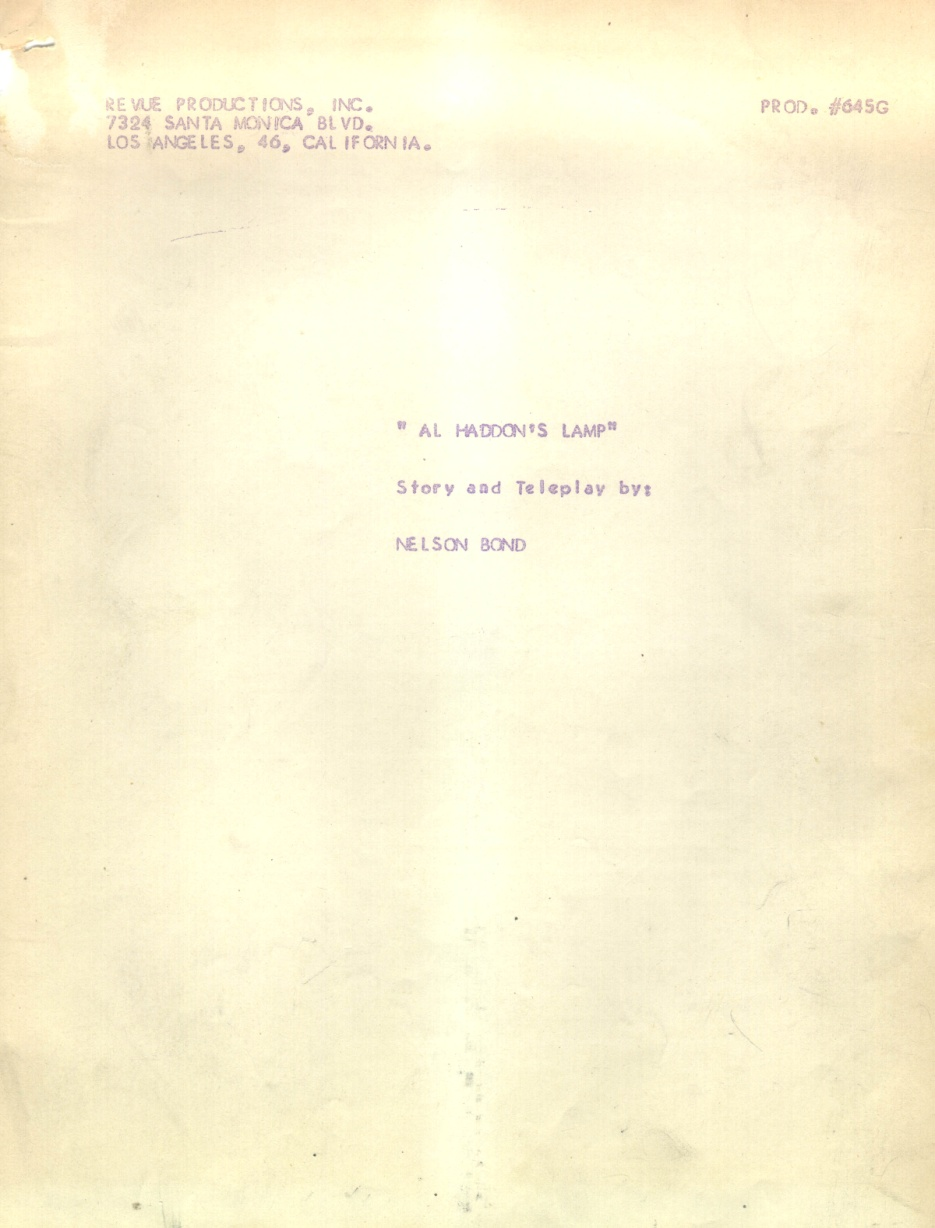 REVUE PRODUCTIONS, INC.
7324 SANTA MONICA BLVD.
LOS ANGELES, 46, CALIFORNIA.
PROD. #645G
" AL HADDON'S LAMP"
Story and Teleplay by:
NELSON BOND